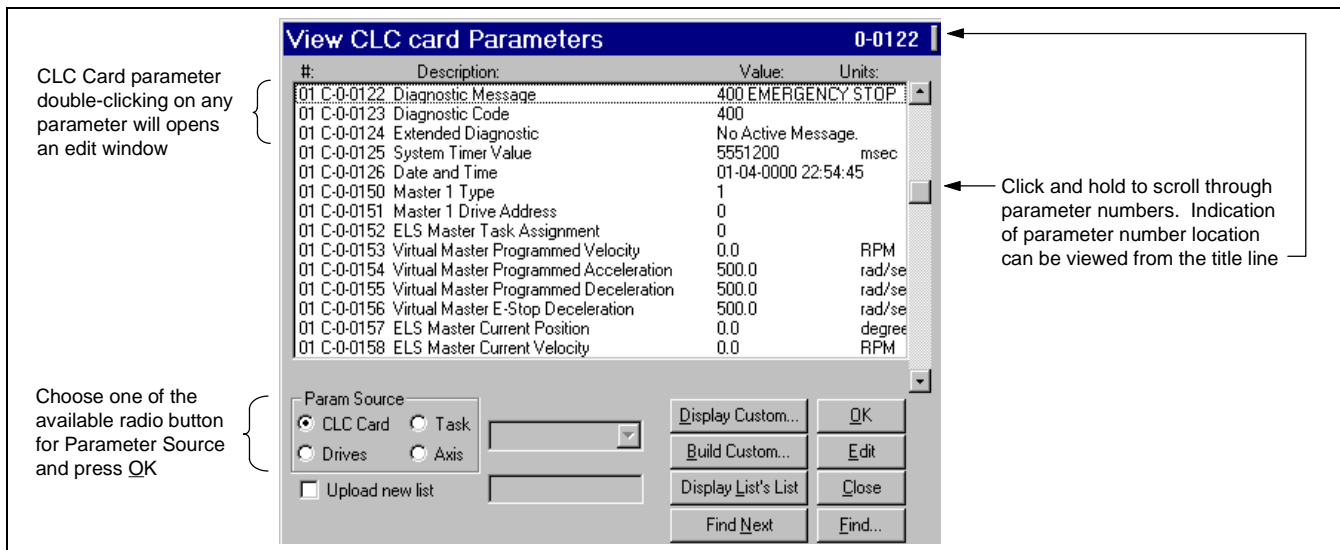 View CLC card Parameters 0-0122
#: Description: Value: Units:
01 C-0-0122 Diagnostic Message 400 EMERGENCY STOP
01 C-0-0123 Diagnostic Code 400
01 C-0-0124 Extended Diagnostic No Active Message.
01 C-0-0125 System Timer Value 5551200 msec
01 C-0-0126 Date and Time 01-04-0000 22:54:45
01 C-0-0150 Master 1 Type 1
01 C-0-0151 Master 1 Drive Address 0
01 C-0-0152 ELS Master Task Assignment 0
01 C-0-0153 Virtual Master Programmed Velocity 0.0 RPM
01 C-0-0154 Virtual Master Programmed Acceleration 500.0 rad/se
01 C-0-0155 Virtual Master Programmed Deceleration 500.0 rad/se
01 C-0-0156 Virtual Master E-Stop Deceleration 500.0 rad/se
01 C-0-0157 ELS Master Current Position 0.0 degree
01 C-0-0158 ELS Master Current Velocity 0.0 RPM
CLC Card parameter
double-clicking on any
parameter will opens
an edit window
Click and hold to scroll through
parameter numbers. Indication
of parameter number location
can be viewed from the title line
Choose one of the
available radio button
for Parameter Source
and press OK
Param Source
CLC Card Task
Drives Axis
Upload new list
Display Custom... OK
Build Custom... Edit
Display List's List Close
Find Next Find...